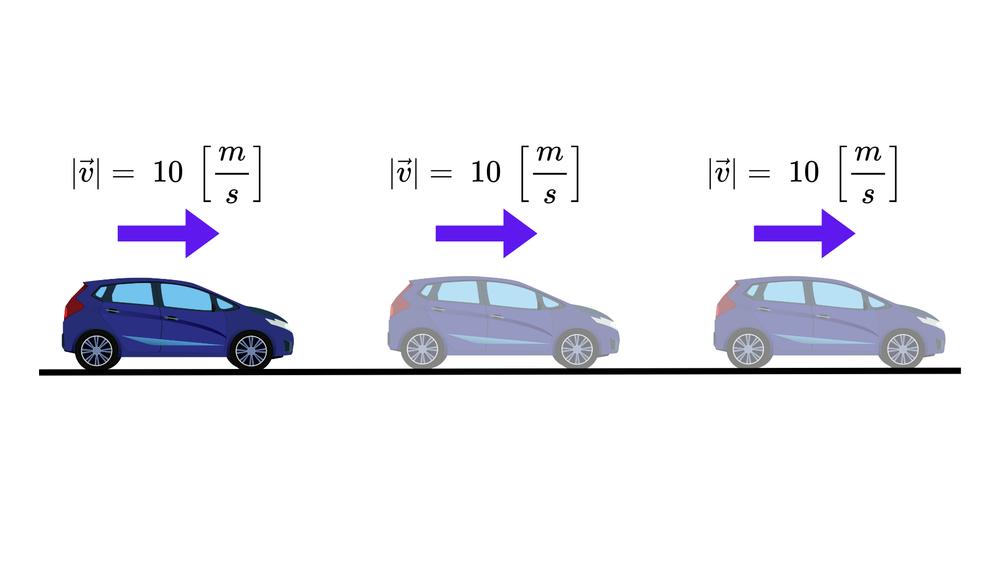 |v⃗| = 10 [m/s]
|v⃗| = 10 [m/s]
|v⃗| = 10 [m/s]